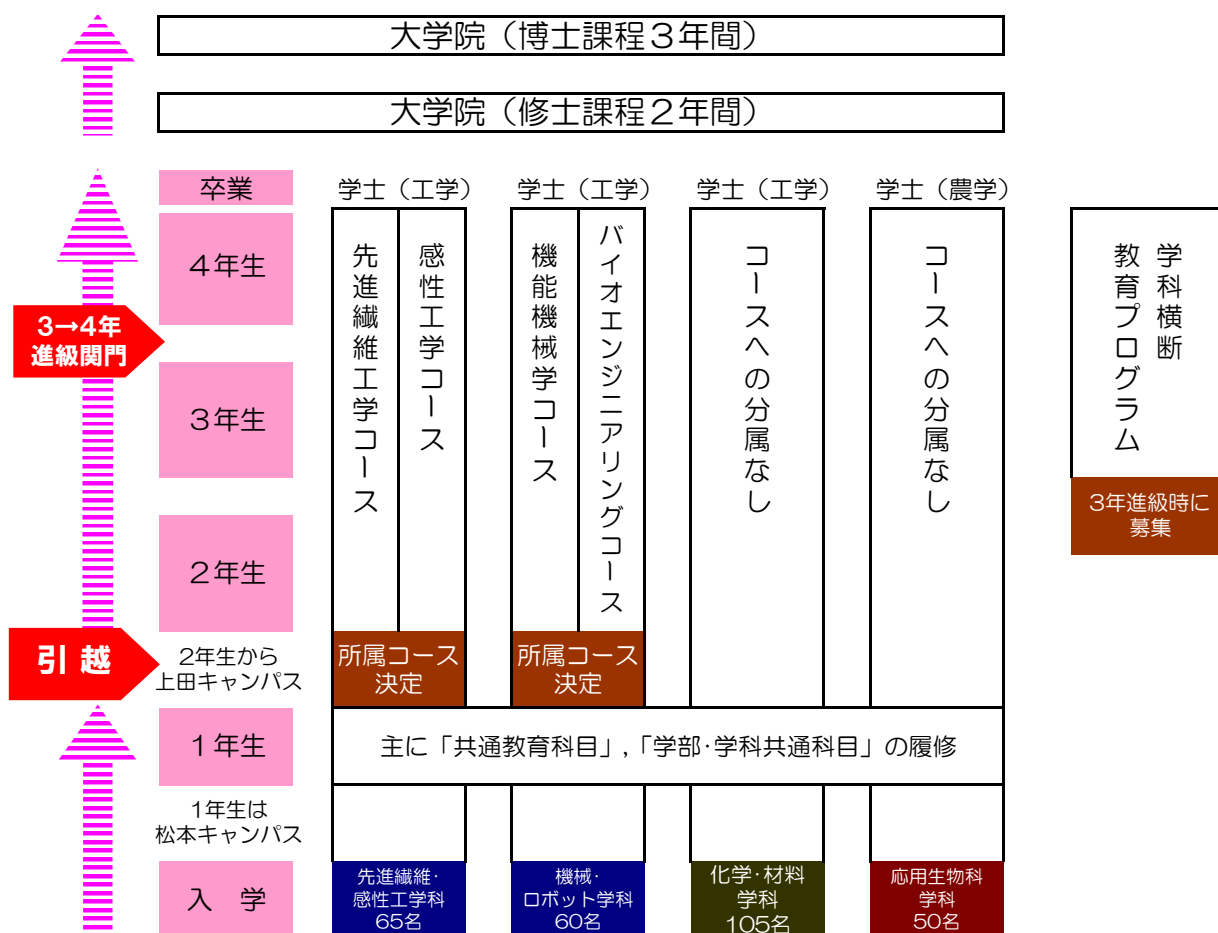 大学院（博士課程３年間）
大学院（修士課程２年間）
卒業
学士（工学）
学士（工学）
学士（工学）
学士（農学）
４年生
先進繊維工学コース
感性工学コース
機能機械学コース
バイオエンジニアリングコース
コースへの分属なし
コースへの分属なし
学科横断
教育プログラム
3→4年
進級関門
３年生
3年進級時に
募集
２年生
引 越
2年生から
上田キャンパス
所属コース
決定
所属コース
決定
１年生
主に「共通教育科目」,「学部･学科共通科目」の履修
1年生は
松本キャンパス
入　学
先進繊維･
感性工学科
65名
機械･
ロボット学科
60名
化学･材料
学科
105名
応用生物科
学科
50名